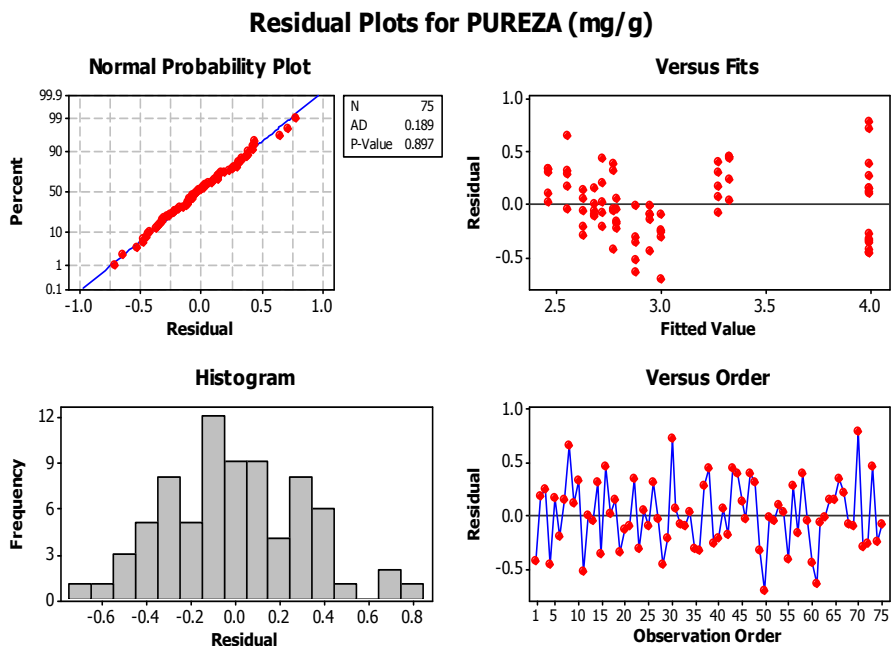 Residual Plots for PUREZA (mg/g)
Normal Probability Plot
99.9
99
90
50
10
1
0.1
Percent
-1.0 -0.5 0.0 0.5 1.0
Residual
N 75
AD 0.189
P-Value 0.897
Versus Fits
1.0
0.5
0.0
-0.5
Residual
2.5 3.0 3.5 4.0
Fitted Value
Histogram
12
9
6
3
0
Frequency
-0.6 -0.4 -0.2 0.0 0.2 0.4 0.6 0.8
Residual
Versus Order
1.0
0.5
0.0
-0.5
Residual
1 5 10 15 20 25 30 35 40 45 50 55 60 65 70 75
Observation Order